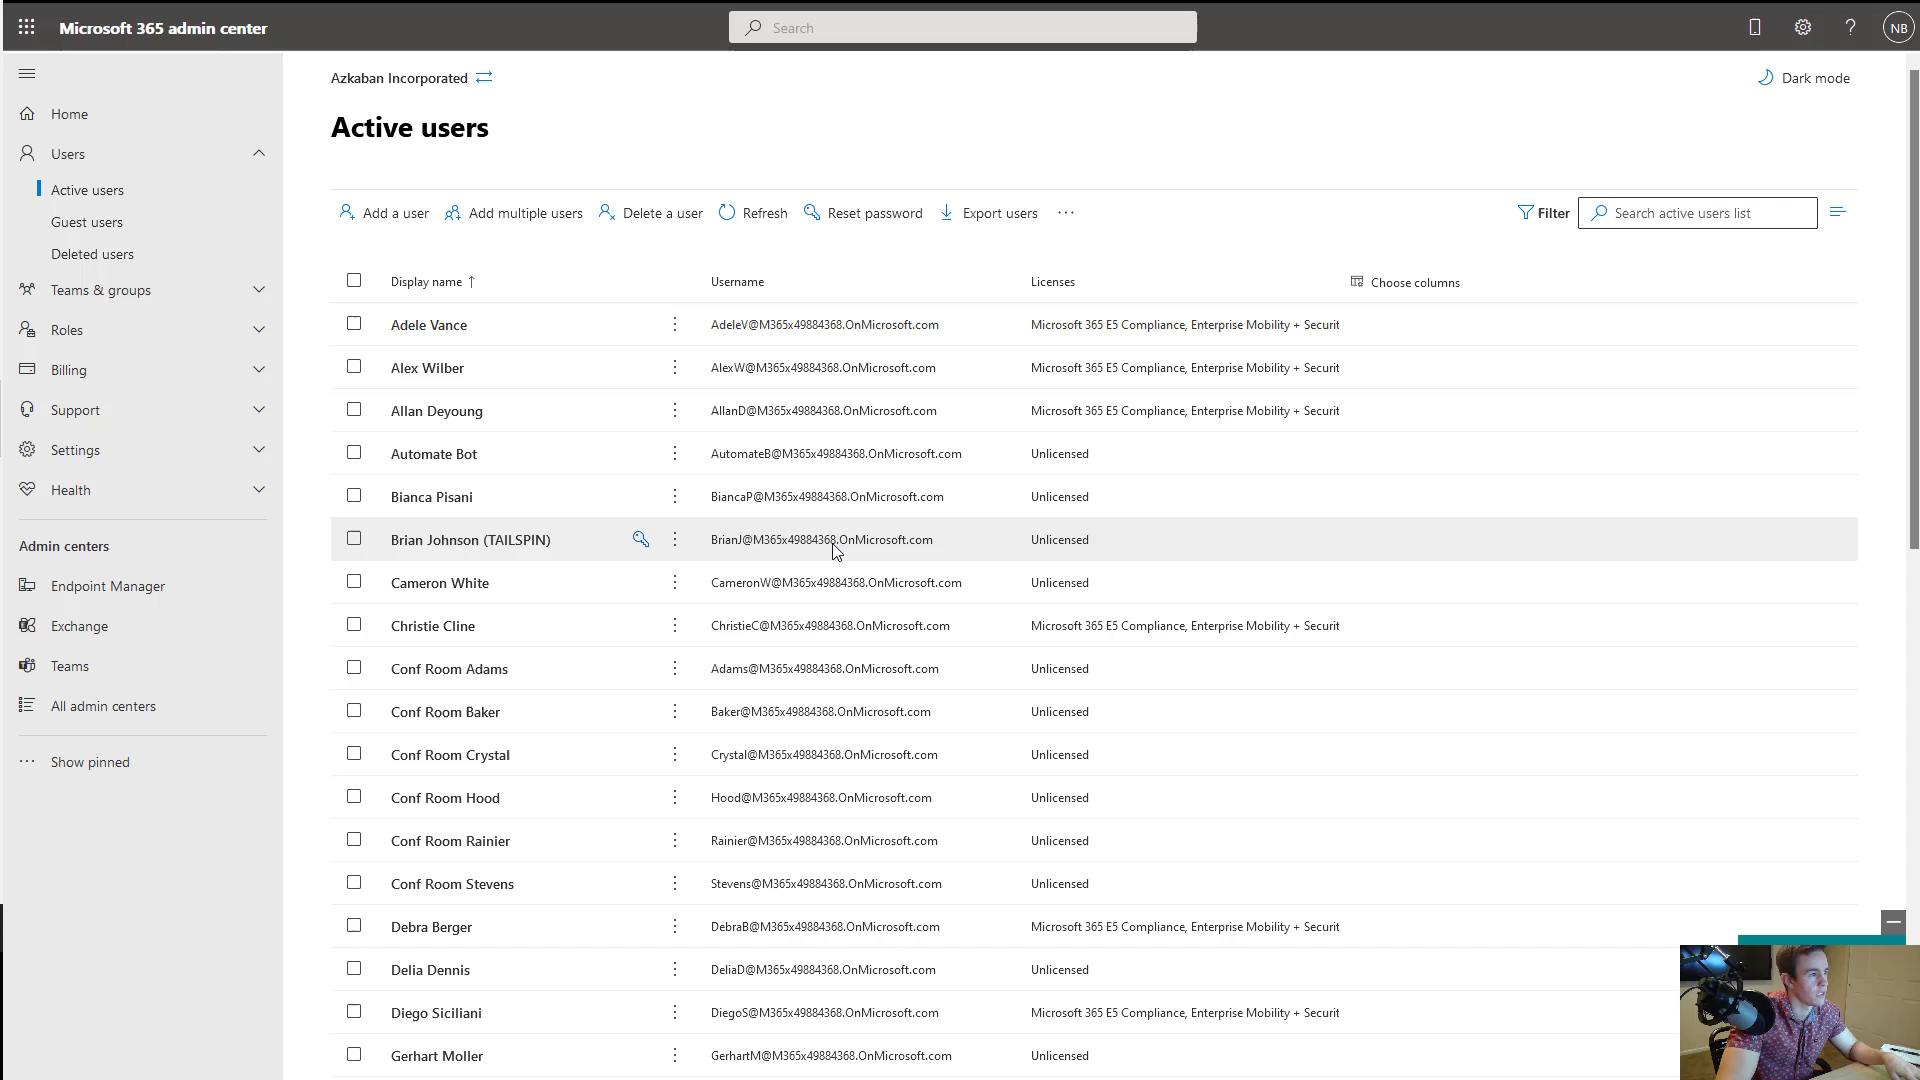 Microsoft 365 admin center
Search
NB
Home
Users
Active users
Guest users
Deleted users
Teams & groups
Roles
Billing
Support
Settings
Health
Admin centers
Endpoint Manager
Exchange
Teams
All admin centers
Show pinned
Azkaban Incorporated
Dark mode
Active users
Add a user Add multiple users Delete a user Refresh Reset password Export users
Filter Search active users list
Display name ↑ Username Licenses Choose columns
Adele Vance AdeleV@M365x49884368.OnMicrosoft.com Microsoft 365 E5 Compliance, Enterprise Mobility + Securit
Alex Wilber AlexW@M365x49884368.OnMicrosoft.com Microsoft 365 E5 Compliance, Enterprise Mobility + Securit
Allan Deyoung AllanD@M365x49884368.OnMicrosoft.com Microsoft 365 E5 Compliance, Enterprise Mobility + Securit
Automate Bot AutomateB@M365x49884368.OnMicrosoft.com Unlicensed
Bianca Pisani BiancaP@M365x49884368.OnMicrosoft.com Unlicensed
Brian Johnson (TAILSPIN) BrianJ@M365x49884368.OnMicrosoft.com Unlicensed
Cameron White CameronW@M365x49884368.OnMicrosoft.com Unlicensed
Christie Cline ChristieC@M365x49884368.OnMicrosoft.com Microsoft 365 E5 Compliance, Enterprise Mobility + Securit
Conf Room Adams Adams@M365x49884368.OnMicrosoft.com Unlicensed
Conf Room Baker Baker@M365x49884368.OnMicrosoft.com Unlicensed
Conf Room Crystal Crystal@M365x49884368.OnMicrosoft.com Unlicensed
Conf Room Hood Hood@M365x49884368.OnMicrosoft.com Unlicensed
Conf Room Rainier Rainier@M365x49884368.OnMicrosoft.com Unlicensed
Conf Room Stevens Stevens@M365x49884368.OnMicrosoft.com Unlicensed
Debra Berger DebraB@M365x49884368.OnMicrosoft.com Microsoft 365 E5 Compliance, Enterprise Mobility + Securit
Delia Dennis DeliaD@M365x49884368.OnMicrosoft.com Unlicensed
Diego Siciliani DiegoS@M365x49884368.OnMicrosoft.com Microsoft 365 E5 Compliance, Enterprise Mobility + Securit
Gerhart Moller GerhartM@M365x49884368.OnMicrosoft.com Unlicensed